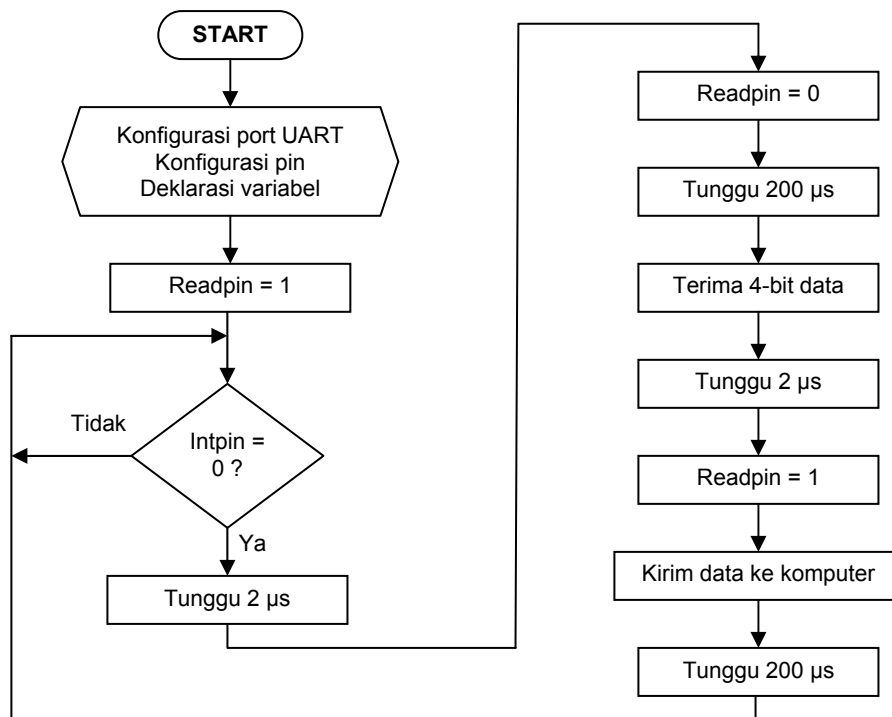 START
Konfigurasi port UART
Konfigurasi pin
Deklarasi variabel
Readpin = 1
Tidak
Intpin =
0 ?
Ya
Tunggu 2 µs
Readpin = 0
Tunggu 200 µs
Terima 4-bit data
Tunggu 2 µs
Readpin = 1
Kirim data ke komputer
Tunggu 200 µs